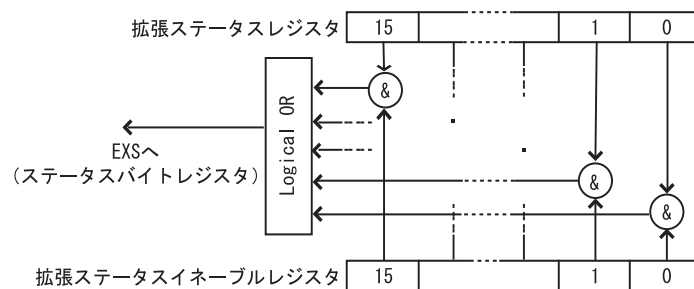 拡張ステータスレジスタ 15 1 0
&
Logical OR
EXSへ
(ステータスバイトレジスタ)
&
&
拡張ステータスイネーブルレジスタ 15 1 0